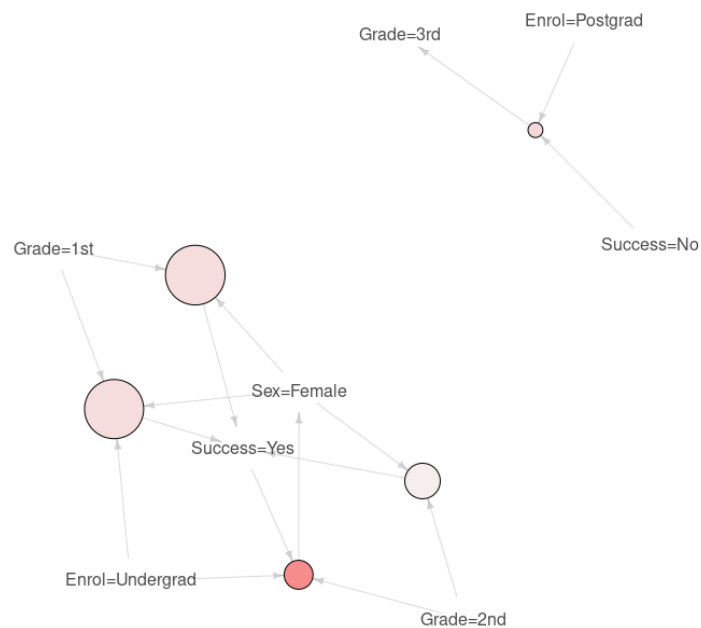 Enrol=Postgrad
Grade=3rd
Success=No
Grade=1st
Sex=Female
Success=Yes
Enrol=Undergrad
Grade=2nd